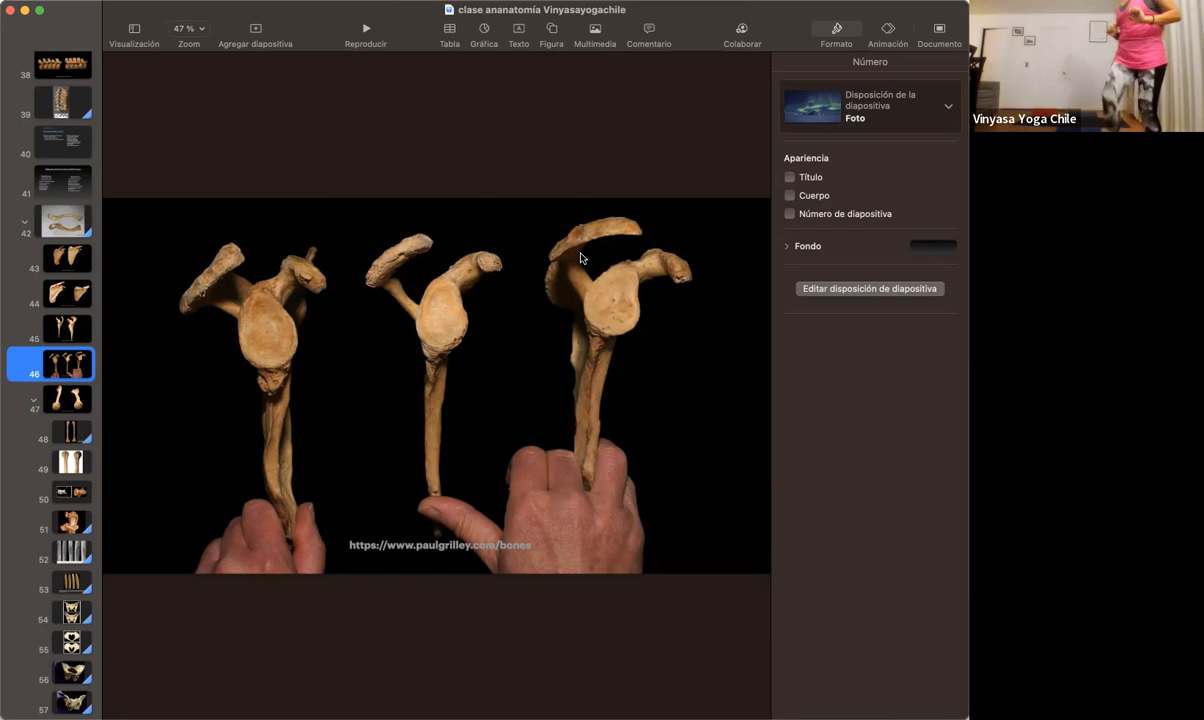 clase ananatomía Vinyasayogachile
47 %
Visualización
Zoom
Agregar diapositiva
Reproducir
Tabla
Gráfica
Texto
Figura
Multimedia
Comentario
Colaborar
Formato
Animación
Documento
38
39
40
41
42
43
44
45
46
47
48
49
50
51
52
53
54
55
56
57
https://www.paulgrilley.com/bones
Número
Disposición de la
diapositiva
Foto
Apariencia
Título
Cuerpo
Número de diapositiva
Fondo
Editar disposición de diapositiva
Vinyasa Yoga Chile